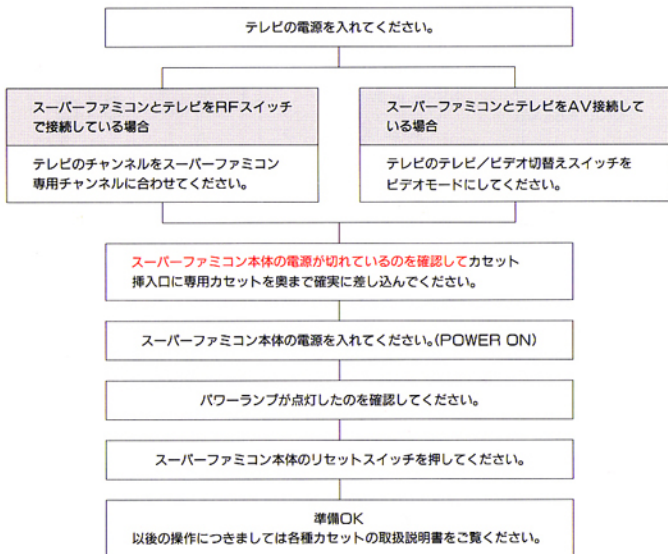 テレビの電源を入れてください。
スーパーファミコンとテレビをRFスイッチ
で接続している場合
テレビのチャンネルをスーパーファミコン
専用チャンネルに合わせてください。
スーパーファミコンとテレビをAV接続して
いる場合
テレビのテレビ/ビデオ切替えスイッチを
ビデオモードにしてください。
スーパーファミコン本体の電源が切れているのを確認してカセット
挿入口に専用カセットを奥まで確実に差し込んでください。
スーパーファミコン本体の電源を入れてください。(POWER ON)
パワーランプが点灯したのを確認してください。
スーパーファミコン本体のリセットスイッチを押してください。
準備OK
以後の操作につきましては各種カセットの取扱説明書をご覧ください。